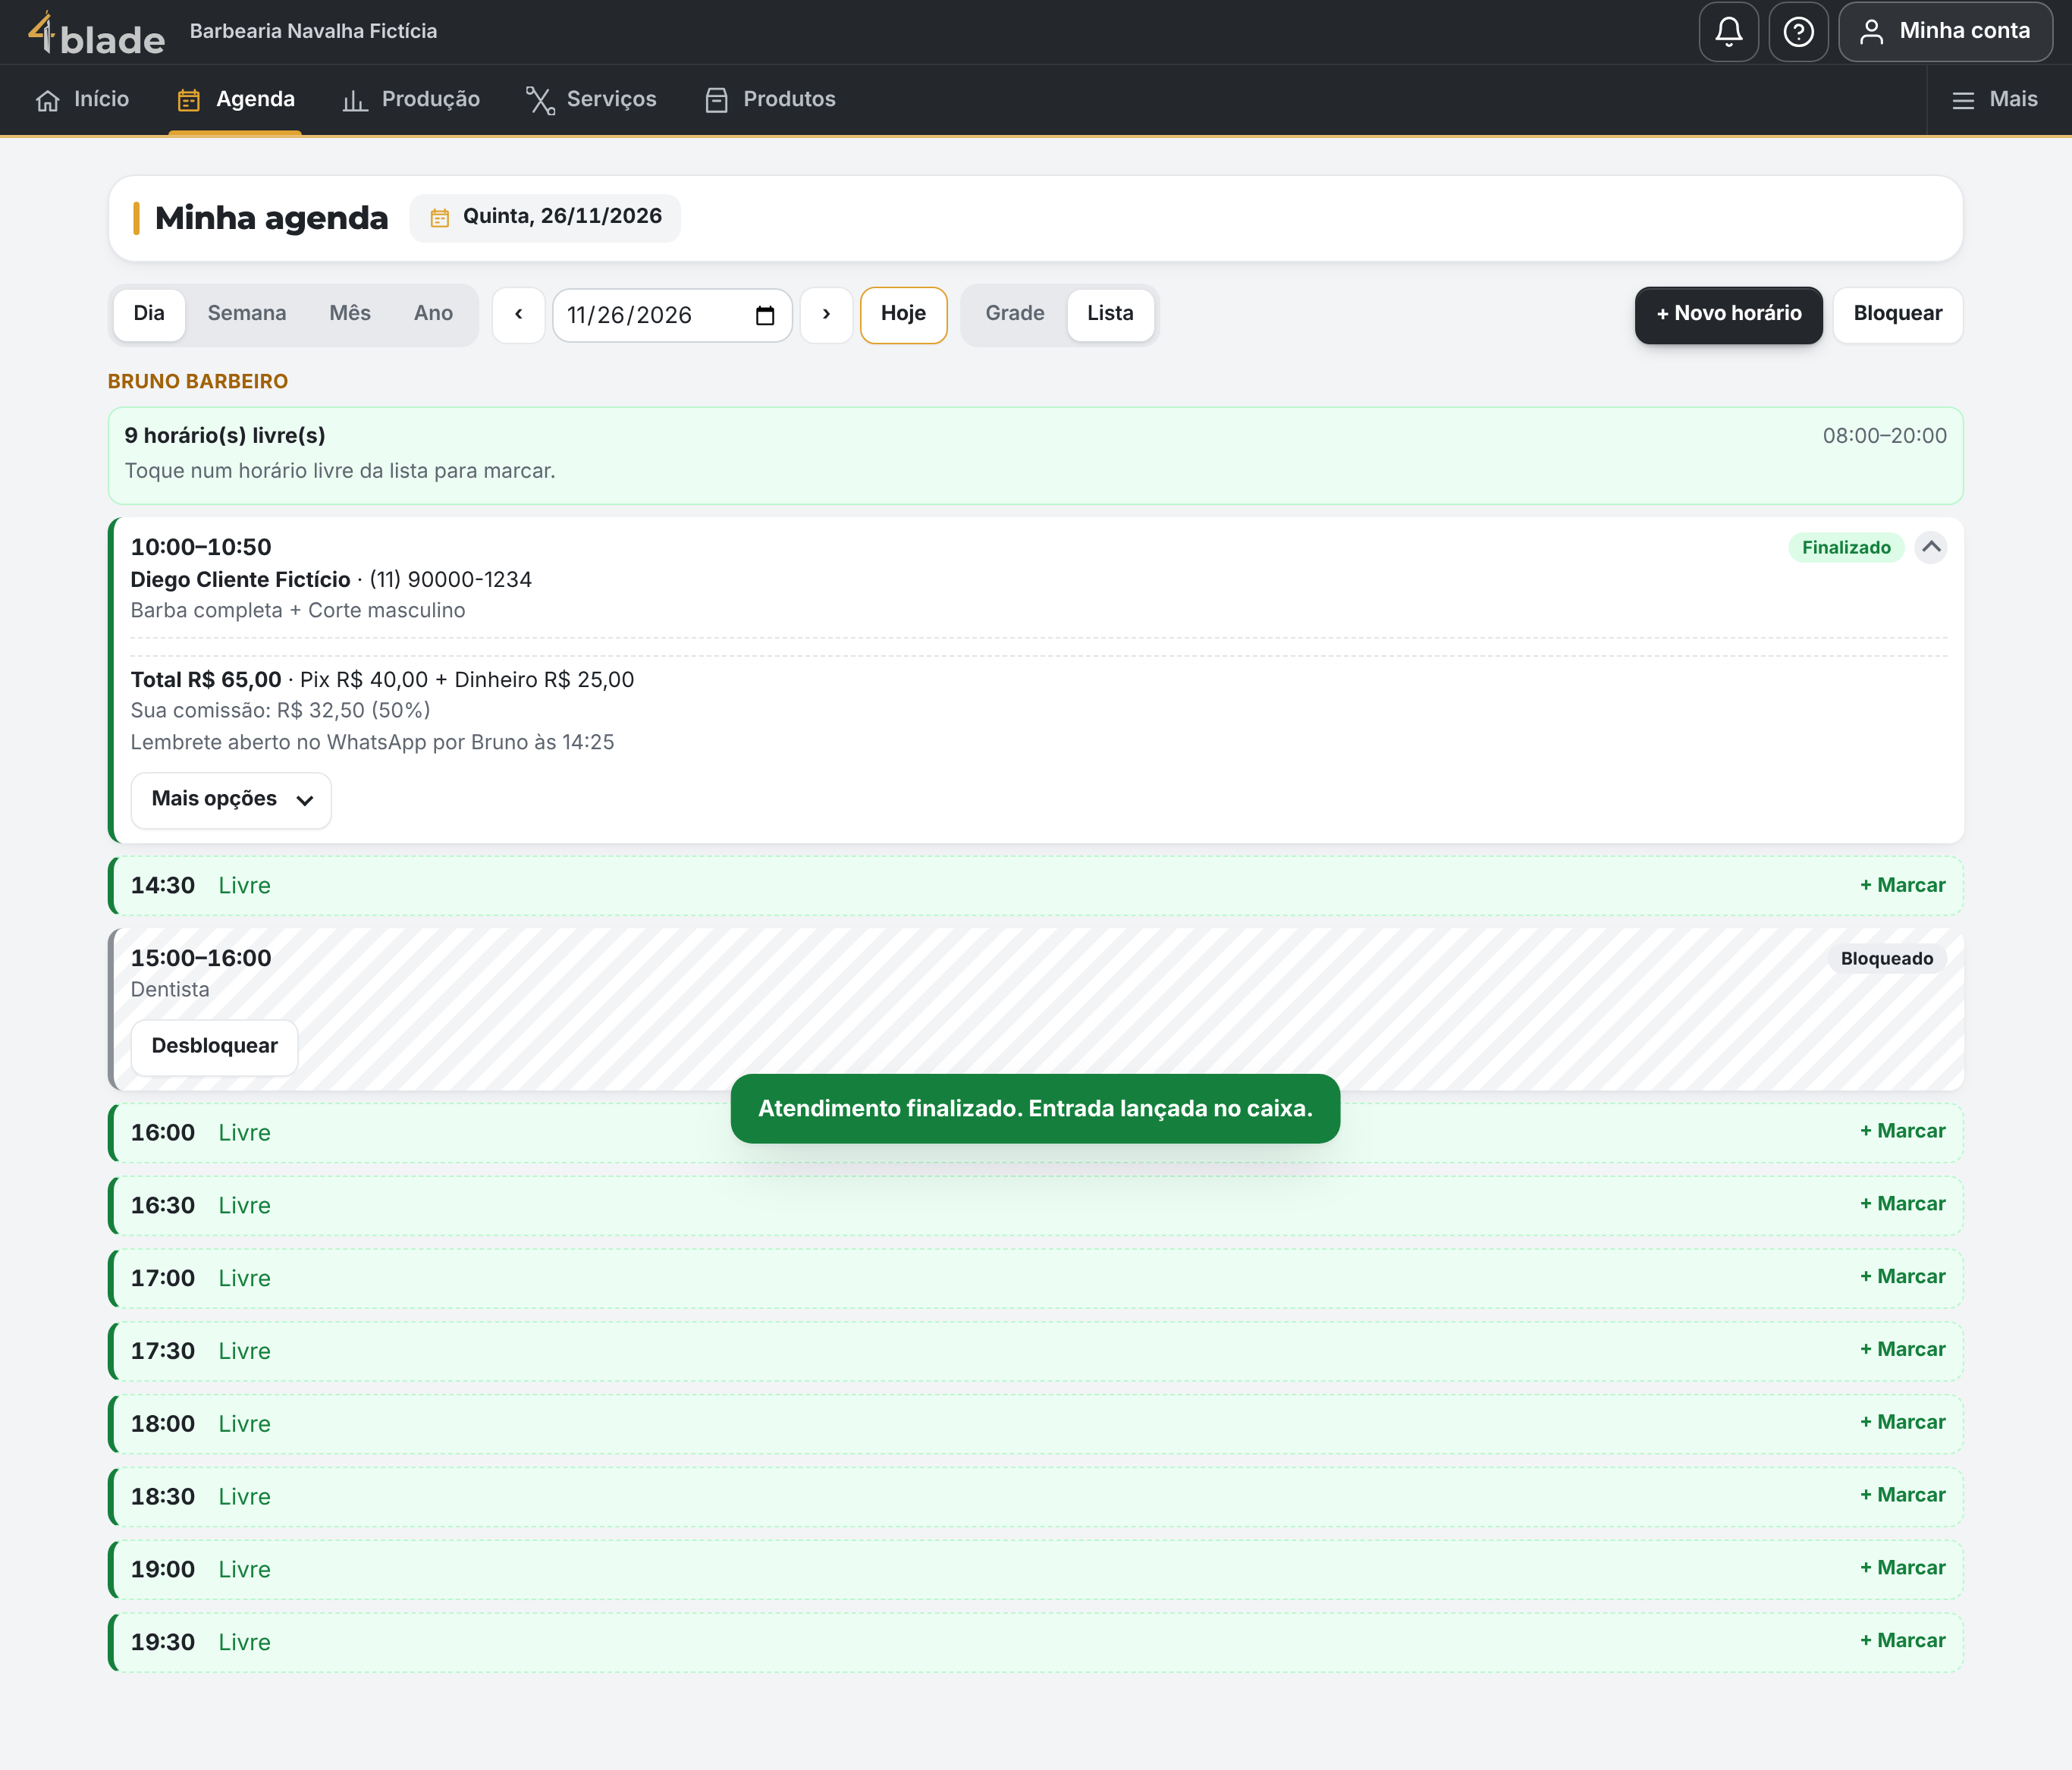 4blade Barbearia Navalha Fictícia Minha conta
Início Agenda Produção Serviços Produtos Mais
Minha agenda Quinta, 26/11/2026
Dia Semana Mês Ano ‹ 11/26/2026 › Hoje Grade Lista + Novo horário Bloquear
BRUNO BARBEIRO
9 horário(s) livre(s) 08:00–20:00
Toque num horário livre da lista para marcar.
10:00–10:50 Finalizado
Diego Cliente Fictício · (11) 90000-1234
Barba completa + Corte masculino
Total R$ 65,00 · Pix R$ 40,00 + Dinheiro R$ 25,00
Sua comissão: R$ 32,50 (50%)
Lembrete aberto no WhatsApp por Bruno às 14:25
Mais opções
14:30 Livre + Marcar
15:00–16:00 Bloqueado
Dentista
Desbloquear
Atendimento finalizado. Entrada lançada no caixa.
16:00 Livre + Marcar
16:30 Livre + Marcar
17:00 Livre + Marcar
17:30 Livre + Marcar
18:00 Livre + Marcar
18:30 Livre + Marcar
19:00 Livre + Marcar
19:30 Livre + Marcar